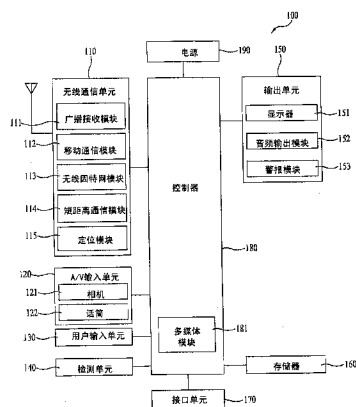 100
190
电源
110
无线通信单元
111
广播接收模块
112
移动通信模块
113
无线因特网模块
114
短距离通信模块
115
定位模块
120
A/V输入单元
121
相机
122
话筒
130
用户输入单元
140
检测单元
控制器
180
多媒体
模块
181
150
输出单元
显示器
151
音频输出模块
152
警报模块
153
存储器
160
接口单元
170